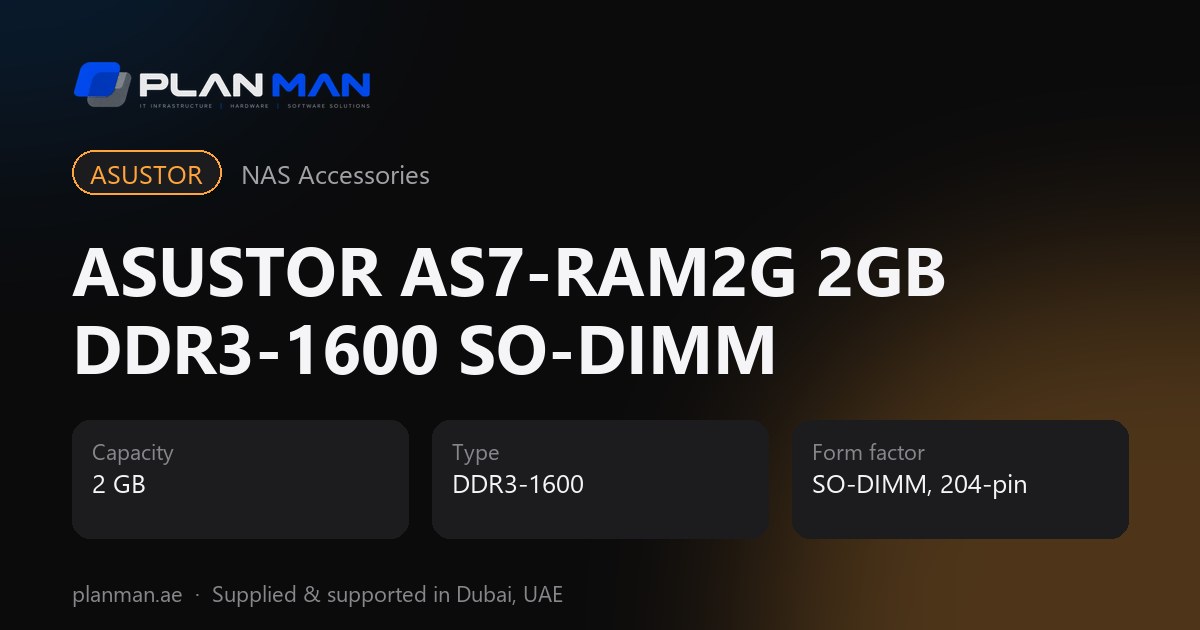 PLAN MAN
IT INFRASTRUCTURE | HARDWARE | SOFTWARE SOLUTIONS
ASUSTOR NAS Accessories
ASUSTOR AS7-RAM2G 2GB
DDR3-1600 SO-DIMM
Capacity Type Form factor
2 GB DDR3-1600 SO-DIMM, 204-pin
planman.ae · Supplied & supported in Dubai, UAE